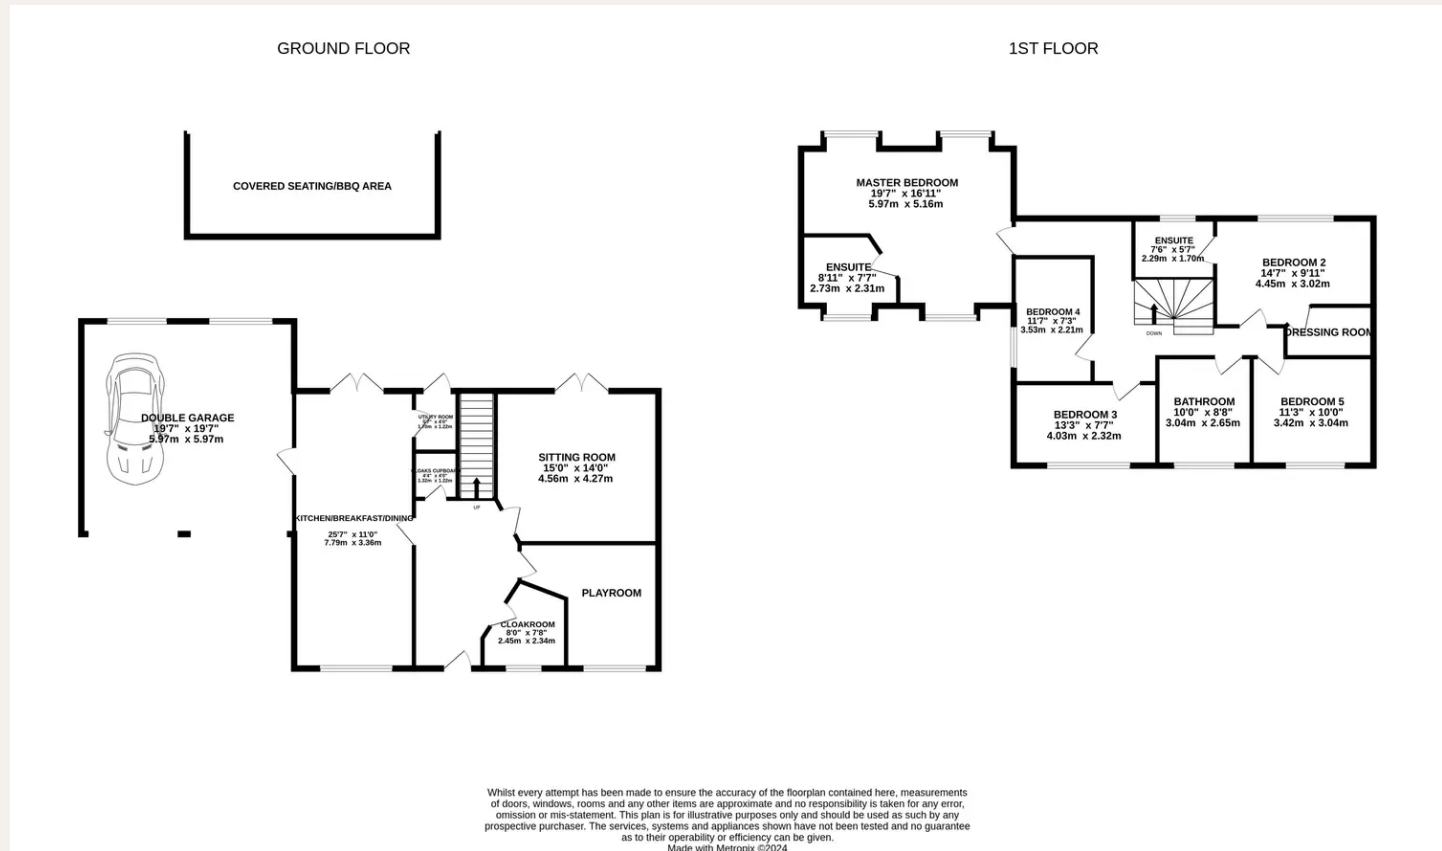 GROUND FLOOR
1ST FLOOR
COVERED SEATING/BBQ AREA
DOUBLE GARAGE
19'7" x 19'7"
5.97m x 5.97m
UTILITY ROOM
CLOAKS CUPBOARD
UP
SITTING ROOM
15'0" x 14'0"
4.56m x 4.27m
KITCHEN/BREAKFAST/DINING
25'7" x 11'0"
7.79m x 3.36m
PLAYROOM
CLOAKROOM
8'0" x 7'8"
2.45m x 2.34m
MASTER BEDROOM
19'7" x 16'11"
5.97m x 5.16m
ENSUITE
8'11" x 7'7"
2.73m x 2.31m
ENSUITE
7'6" x 5'7"
2.29m x 1.70m
BEDROOM 2
14'7" x 9'11"
4.45m x 3.02m
BEDROOM 4
11'7" x 7'3"
3.53m x 2.21m
DOWN
DRESSING ROOM
BEDROOM 3
13'3" x 7'7"
4.03m x 2.32m
BATHROOM
10'0" x 8'8"
3.04m x 2.65m
BEDROOM 5
11'3" x 10'0"
3.42m x 3.04m
Whilst every attempt has been made to ensure the accuracy of the floorplan contained here, measurements
of doors, windows, rooms and any other items are approximate and no responsibility is taken for any error,
omission or mis-statement. This plan is for illustrative purposes only and should be used as such by any
prospective purchaser. The services, systems and appliances shown have not been tested and no guarantee
as to their operability or efficiency can be given.
Made with Metropix ©2024